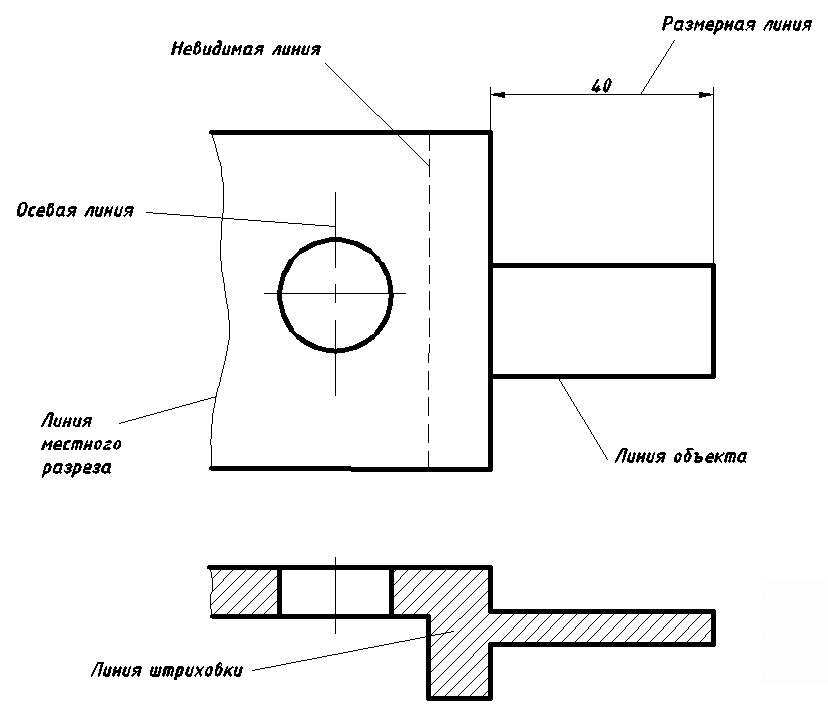 Размерная линия
Невидимая линия
40
Осевая линия
Линия
местного
разреза
Линия объекта
Линия штриховки